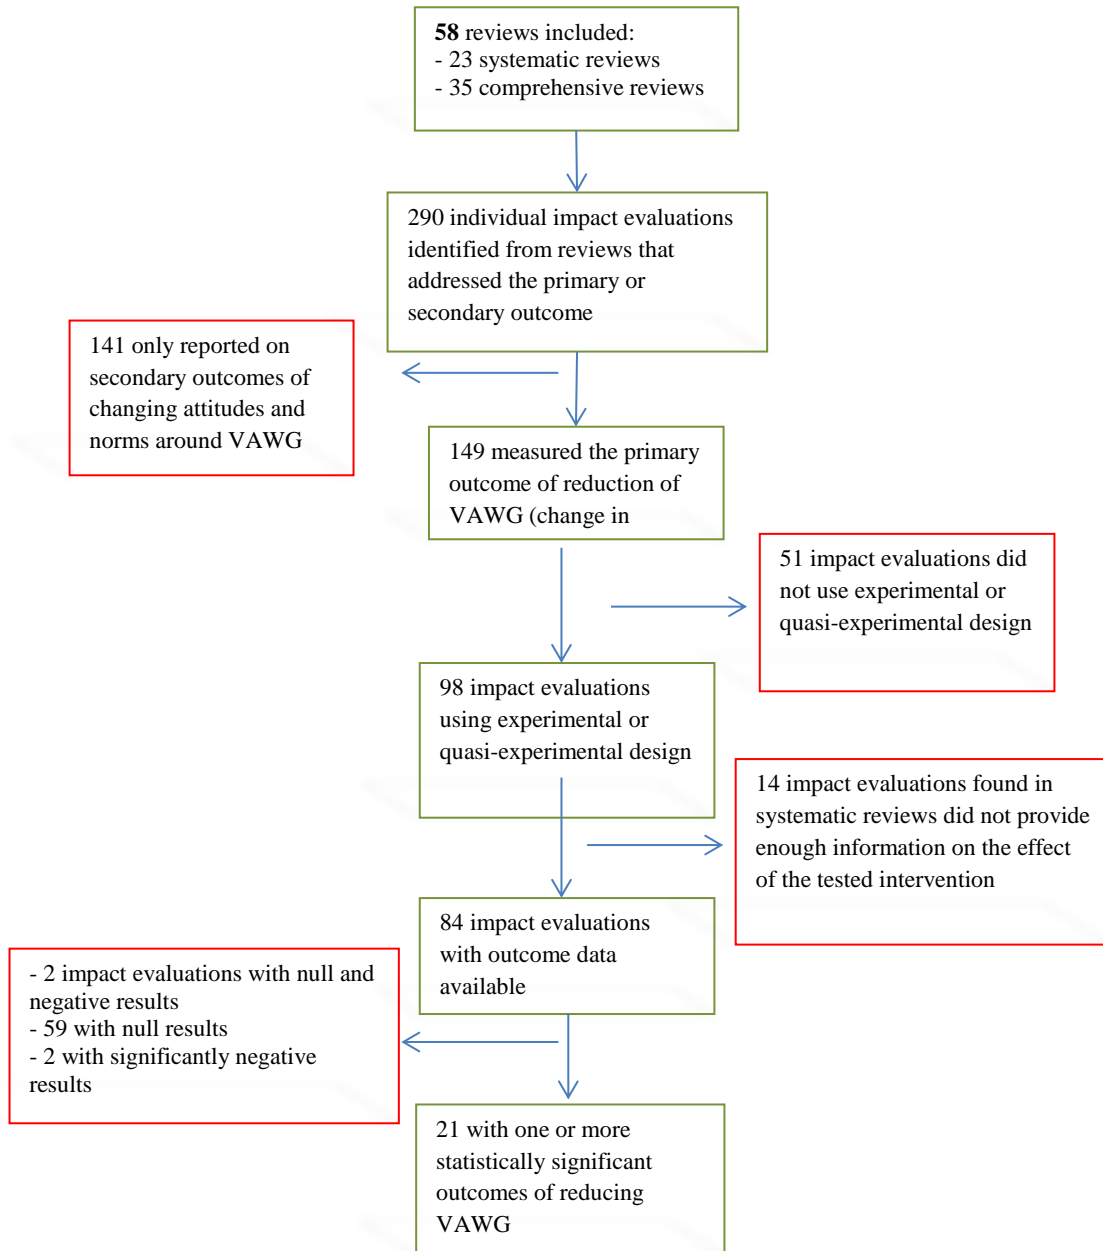 58 reviews included:
- 23 systematic reviews
- 35 comprehensive reviews
290 individual impact evaluations
identified from reviews that
addressed the primary or
secondary outcome
141 only reported on
secondary outcomes of
changing attitudes and
norms around VAWG
149 measured the primary
outcome of reduction of
VAWG (change in
51 impact evaluations did
not use experimental or
quasi-experimental design
98 impact evaluations
using experimental or
quasi-experimental design
14 impact evaluations found in
systematic reviews did not provide
enough information on the effect
of the tested intervention
84 impact evaluations
with outcome data
available
- 2 impact evaluations with null and
negative results
- 59 with null results
- 2 with significantly negative
results
21 with one or more
statistically significant
outcomes of reducing
VAWG